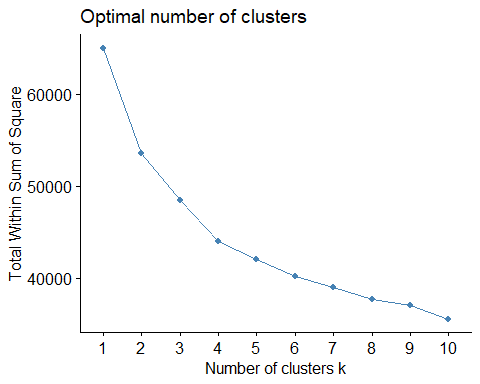 Optimal number of clusters
Total Within Sum of Square
60000
50000
40000
1 2 3 4 5 6 7 8 9 10
Number of clusters k